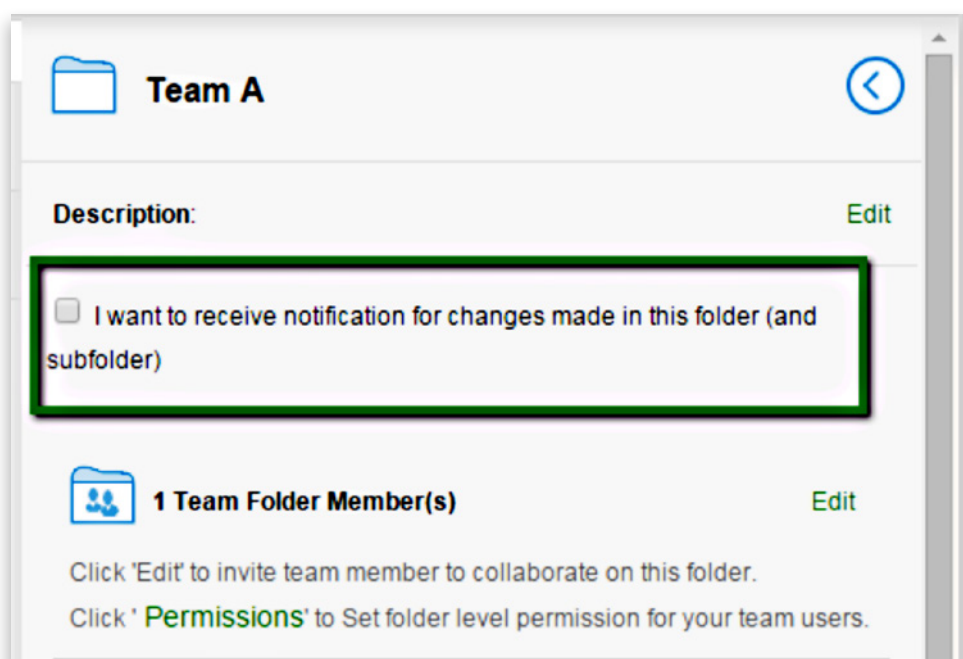 Team A
Description: Edit
I want to receive notification for changes made in this folder (and
subfolder)
1 Team Folder Member(s) Edit
Click 'Edit' to invite team member to collaborate on this folder.
Click ' Permissions' to Set folder level permission for your team users.